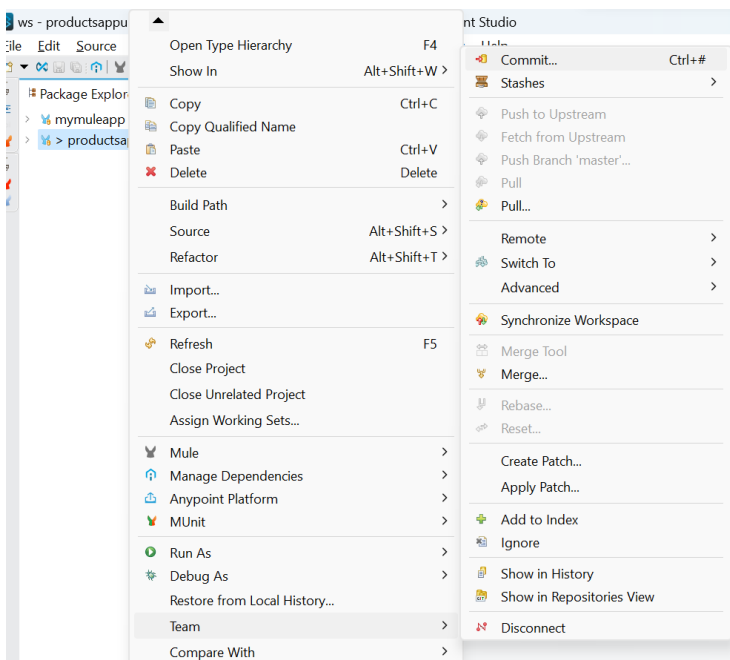 ws - productsappu
nt Studio
File Edit Source
Help
Package Explor
mymuleapp
> productsa
Open Type Hierarchy F4
Show In Alt+Shift+W >
Copy Ctrl+C
Copy Qualified Name
Paste Ctrl+V
Delete Delete
Build Path >
Source Alt+Shift+S >
Refactor Alt+Shift+T >
Import...
Export...
Refresh F5
Close Project
Close Unrelated Project
Assign Working Sets...
Mule >
Manage Dependencies >
Anypoint Platform >
MUnit >
Run As >
Debug As >
Restore from Local History...
Team >
Compare With >
Commit... Ctrl+#
Stashes >
Push to Upstream
Fetch from Upstream
Push Branch 'master'...
Pull
Pull...
Remote >
Switch To >
Advanced >
Synchronize Workspace
Merge Tool
Merge...
Rebase...
Reset...
Create Patch...
Apply Patch...
Add to Index
Ignore
Show in History
Show in Repositories View
Disconnect